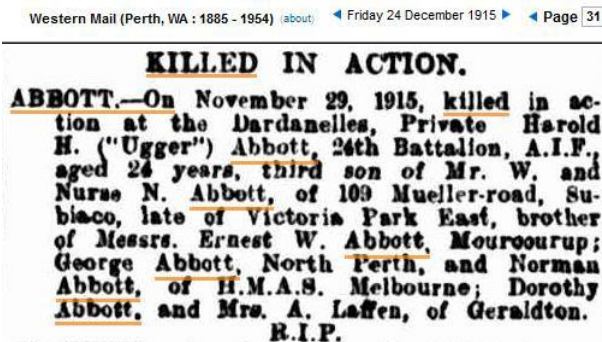 Western Mail (Perth, WA : 1885 - 1954) (about) ◄ Friday 24 December 1915 ► ◄ Page 31
KILLED IN ACTION.
ABBOTT.—On November 29, 1915, killed in ac-
tion at the Dardanelles, Private Harold
H. ("Ugger") Abbott, 24th Battalion, A.I.F.,
aged 24 years, third son of Mr. W. and
Nurse N. Abbott, of 109 Mueller-road, Su-
biaco, late of Victoria Park East, brother
of Messrs. Ernest W. Abbott,
George Abbott, North Perth, and Norman
Abbott, of H.M.A.S. Melbourne; Dorothy
Abbott, and Mrs. A. Laffen, of Geraldton.
R.I.P.